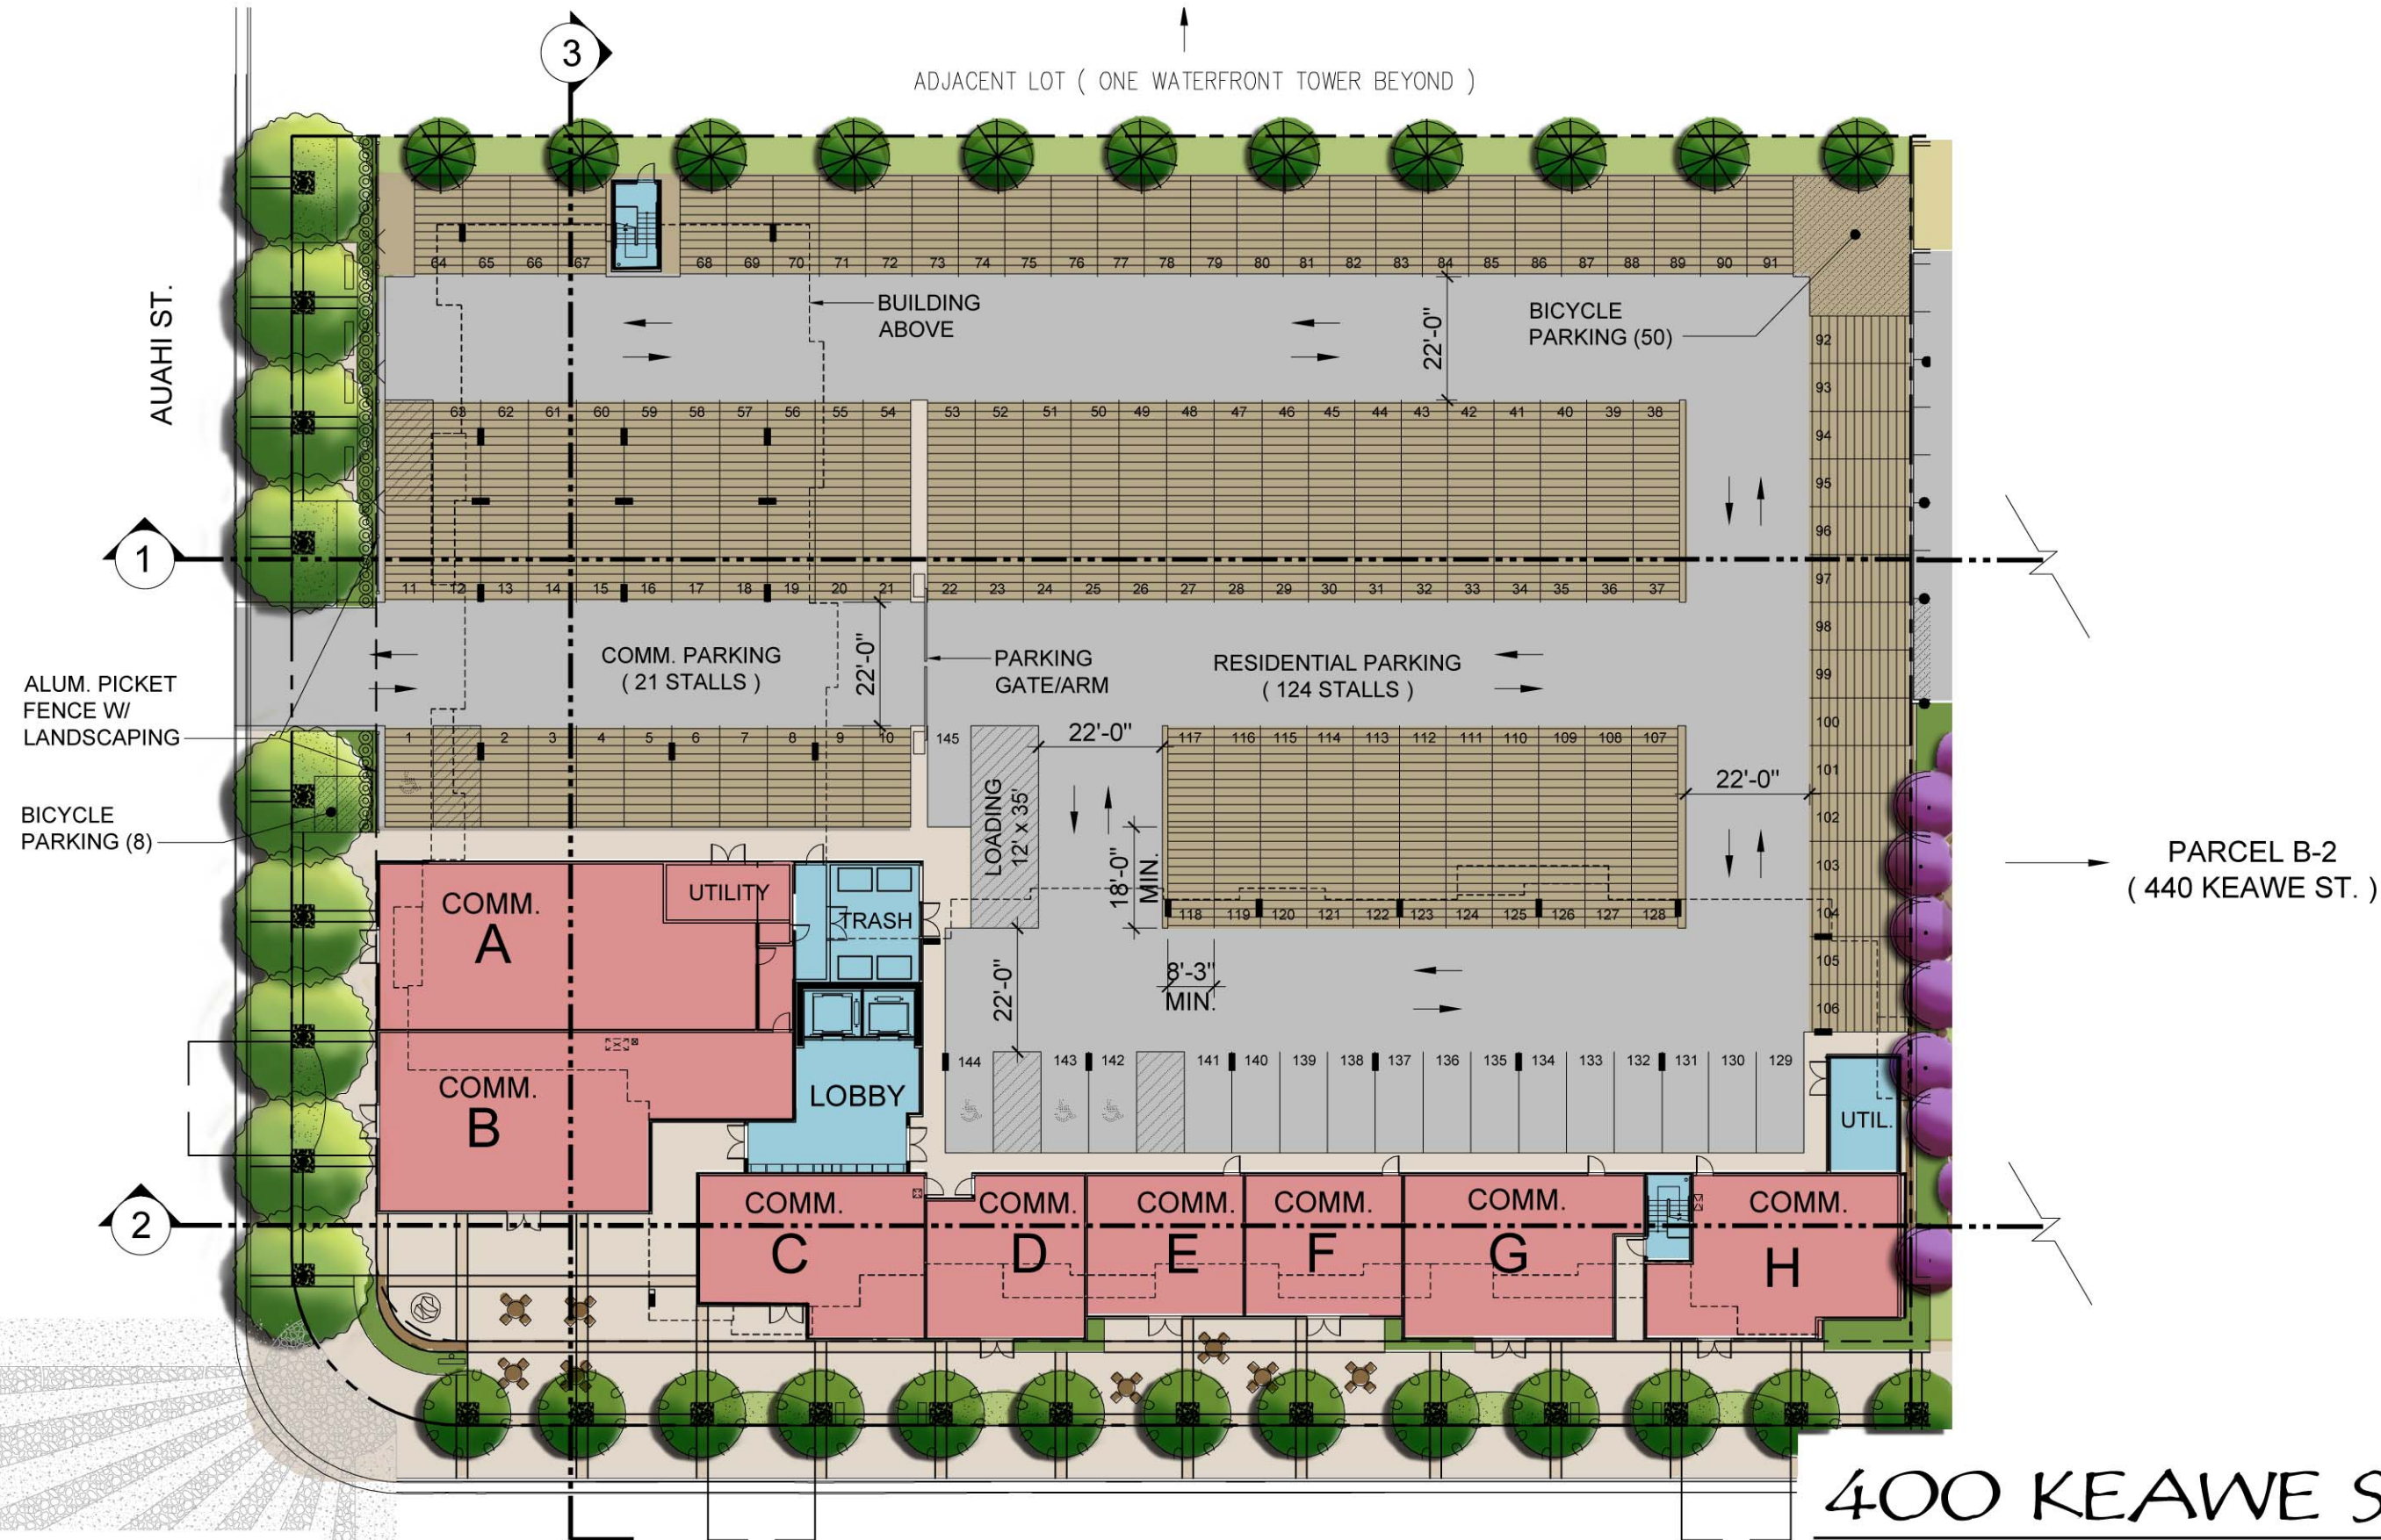 3
ADJACENT LOT ( ONE WATERFRONT TOWER BEYOND )
AUAHI ST.
64 65 66 67 68 69 70 71 72 73 74 75 76 77 78 79 80 81 82 83 84 85 86 87 88 89 90 91
BUILDING
ABOVE
22'-0"
BICYCLE
PARKING (50)
92
93
94
95
96
97
98
99
100
101
102
103
104
105
106
63 62 61 60 59 58 57 56 55 54 53 52 51 50 49 48 47 46 45 44 43 42 41 40 39 38
1
11 12 13 14 15 16 17 18 19 20 21 22 23 24 25 26 27 28 29 30 31 32 33 34 35 36 37
COMM. PARKING
( 21 STALLS )
22'-0"
PARKING
GATE/ARM
RESIDENTIAL PARKING
( 124 STALLS )
ALUM. PICKET
FENCE W/
LANDSCAPING
1 2 3 4 5 6 7 8 9 10 145
22'-0"
117 116 115 114 113 112 111 110 109 108 107
22'-0"
BICYCLE
PARKING (8)
LOADING
12' x 35'
18'-0"
MIN.
PARCEL B-2
( 440 KEAWE ST. )
COMM.
A
UTILITY
TRASH
118 119 120 121 122 123 124 125 126 127 128
22'-0"
8'-3"
MIN.
COMM.
B
LOBBY
144 143 142 141 140 139 138 137 136 135 134 133 132 131 130 129
UTIL.
2
COMM.
C
COMM.
D
COMM.
E
COMM.
F
COMM.
G
COMM.
H
400 KEAWE S